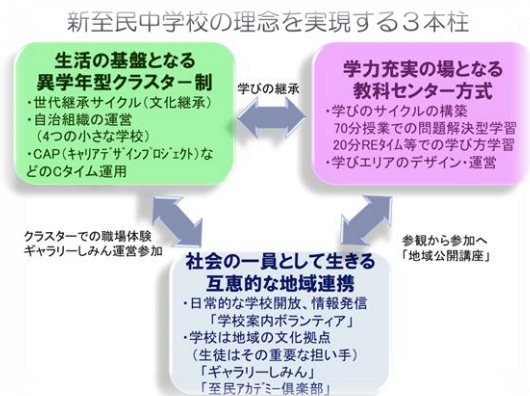 新至民中学校の理念を実現する3本柱
生活の基盤となる
異学年型クラスター制
・世代継承サイクル(文化継承)
・自治組織の運営
(4つの小さな学校)
・CAP(キャリアデザインプロジェクト)な
どのCタイム運用
学びの継承
学力充実の場となる
教科センター方式
・学びのサイクルの構築
70分授業での問題解決型学習
20分REタイム等での学び方学習
・学びエリアのデザイン・運営
クラスターでの職場体験
ギャラリーしみん運営参加
参観から参加へ
「地域公開講座」
社会の一員として生きる
互恵的な地域連携
・日常的な学校開放、情報発信
「学校案内ボランティア」
・学校は地域の文化拠点
(生徒はその重要な担い手)
「ギャラリーしみん」
「至民アカデミー倶楽部」